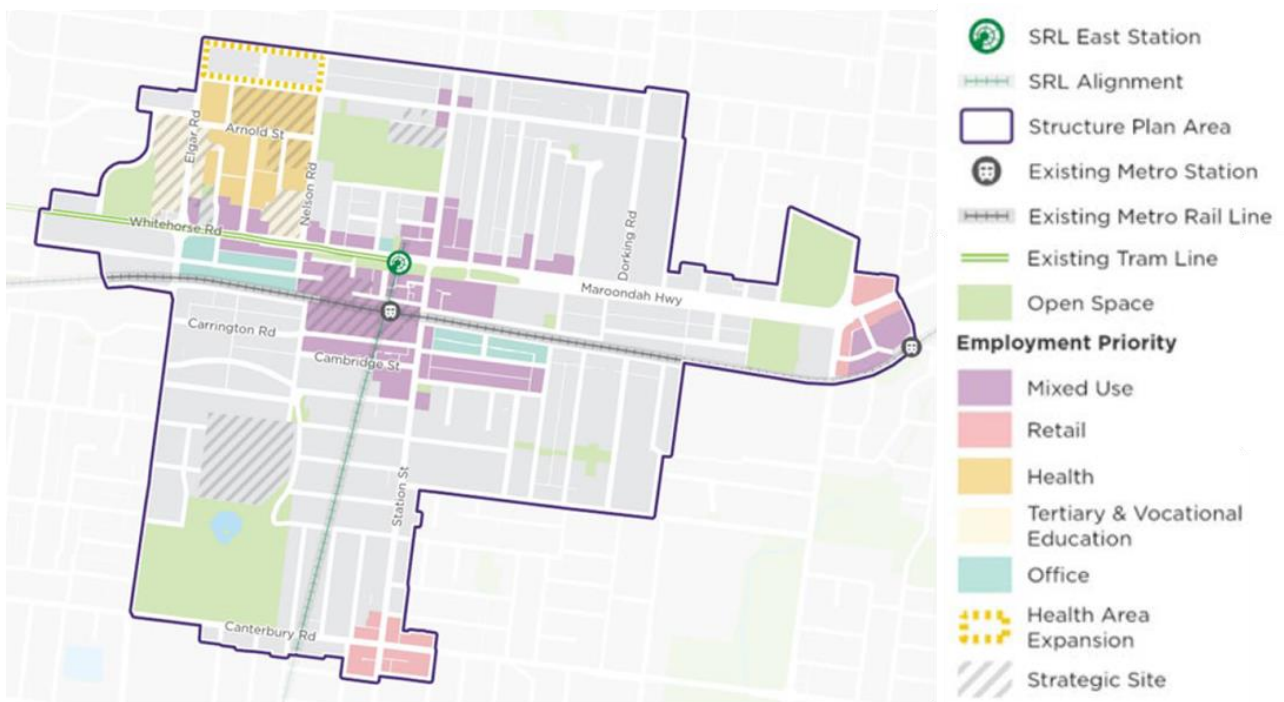 Arnold St
Elgar Rd
Nelson Rd
Whitehorse Rd
Dorking Rd
Maroondah Hwy
Carrington Rd
Cambridge St
Station St
Canterbury Rd
SRL East Station
SRL Alignment
Structure Plan Area
Existing Metro Station
Existing Metro Rail Line
Existing Tram Line
Open Space
Employment Priority
Mixed Use
Retail
Health
Tertiary & Vocational
Education
Office
Health Area
Expansion
Strategic Site